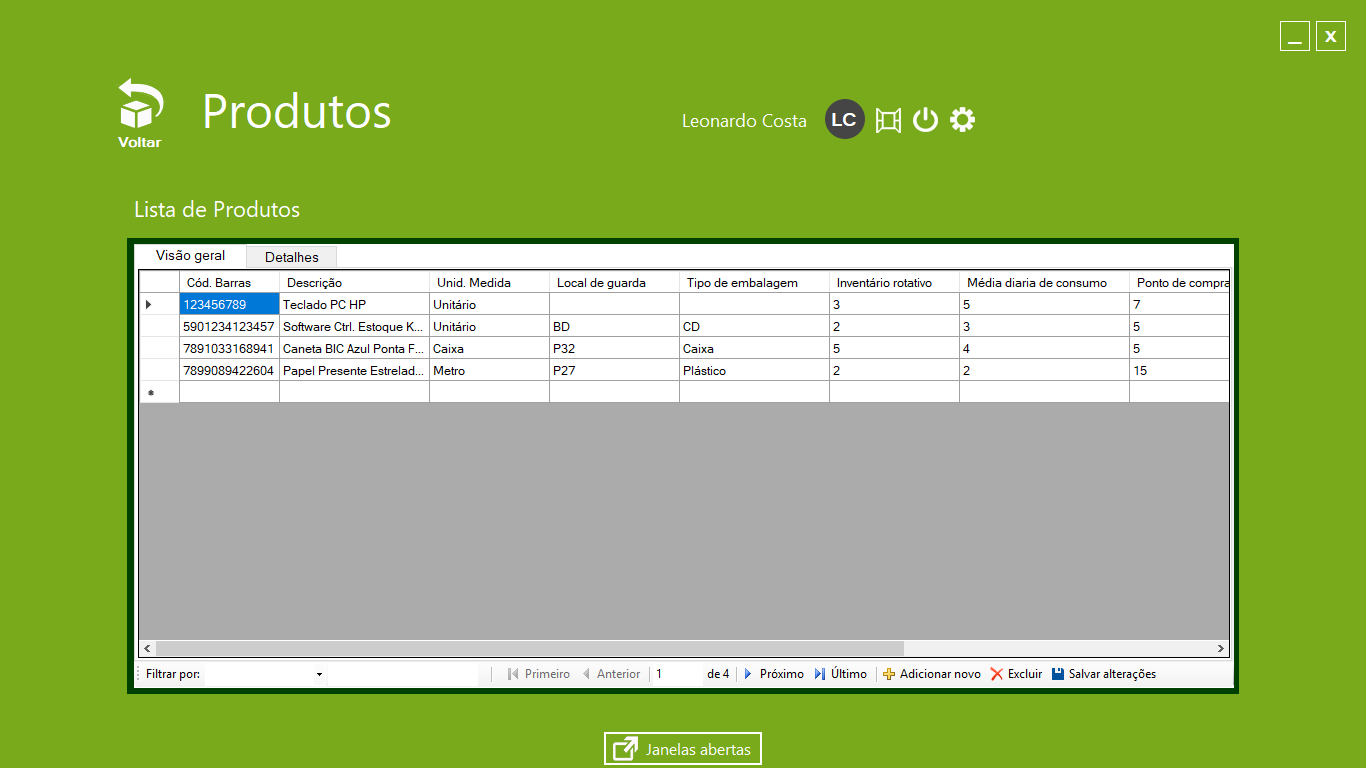 _ x
Voltar
Produtos
Leonardo Costa LC
Lista de Produtos
Visão geral Detalhes
Cód. Barras Descrição Unid. Medida Local de guarda Tipo de embalagem Inventário rotativo Média diaria de consumo Ponto de compra
123456789 Teclado PC HP Unitário 3 5 7
5901234123457 Software Ctrl. Estoque K... Unitário BD CD 2 3 5
7891033168941 Caneta BIC Azul Ponta F... Caixa P32 Caixa 5 4 5
7899089422604 Papel Presente Estrelad... Metro P27 Plástico 2 2 15
Filtrar por: Primeiro Anterior 1 de 4 Próximo Último Adicionar novo Excluir Salvar alterações
Janelas abertas